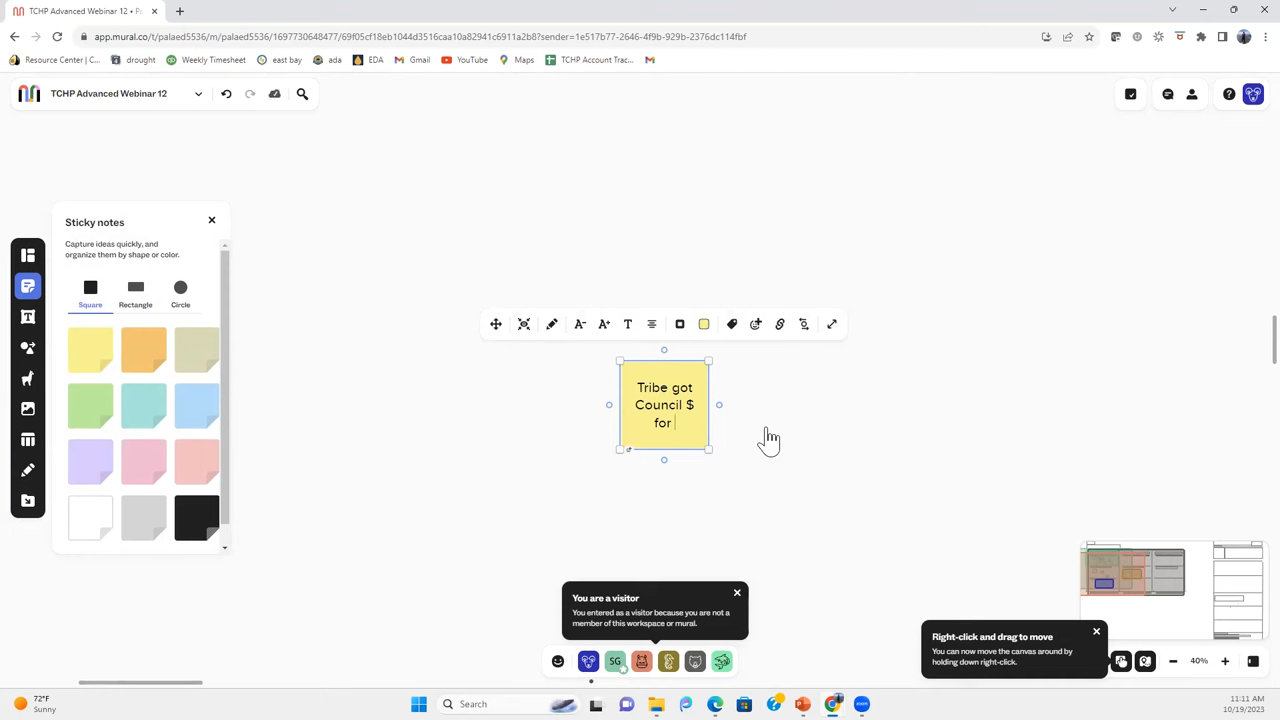 TCHP Advanced Webinar 12 • P
app.mural.co/t/palaed5536/m/palaed5536/1697730648477/69f05cf18eb1044d3516caa10a82941c6911a2b8?sender=1e517b77-2646-4f9b-929b-2376dc114fbf
Resource Center | C...
drought
Weekly Timesheet
east bay
ada
EDA
Gmail
YouTube
Maps
TCHP Account Trac...
TCHP Advanced Webinar 12
Sticky notes
Capture ideas quickly, and
organize them by shape or color.
Square
Rectangle
Circle
A-
A+
T
Tribe got
Council $
for
You are a visitor
You entered as a visitor because you are not a
member of this workspace or mural.
Right-click and drag to move
You can now move the canvas around by
holding down right-click.
SG
40%
72°F
Sunny
Search
zoom
11:11 AM
10/19/2023